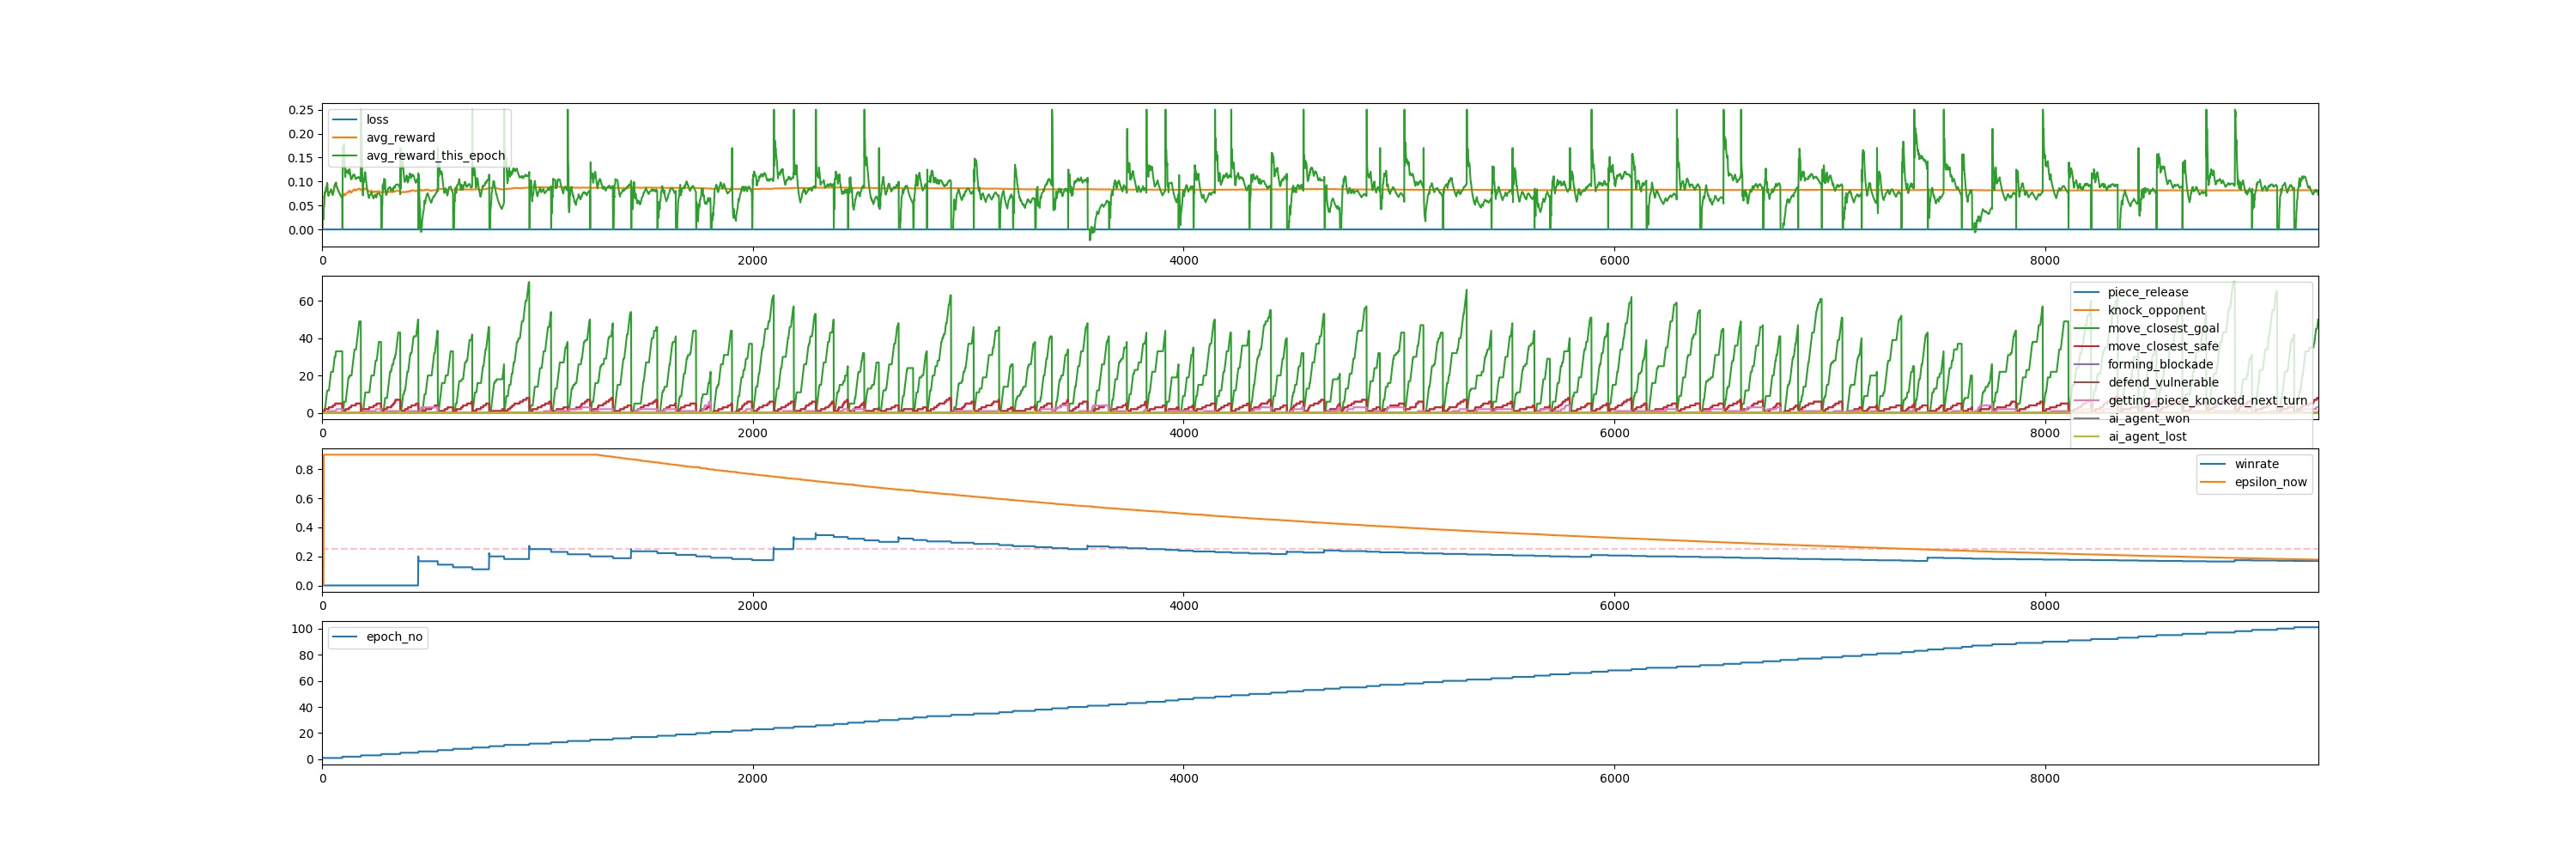 0.25
0.20
0.15
0.10
0.05
0.00
loss
avg_reward
avg_reward_this_epoch
0 2000 4000 6000 8000
60
40
20
0
piece_release
knock_opponent
move_closest_goal
move_closest_safe
forming_blockade
defend_vulnerable
getting_piece_knocked_next_turn
ai_agent_won
ai_agent_lost
0 2000 4000 6000 8000
0.8
0.6
0.4
0.2
0.0
winrate
epsilon_now
0 2000 4000 6000 8000
100
80
60
40
20
0
epoch_no
0 2000 4000 6000 8000